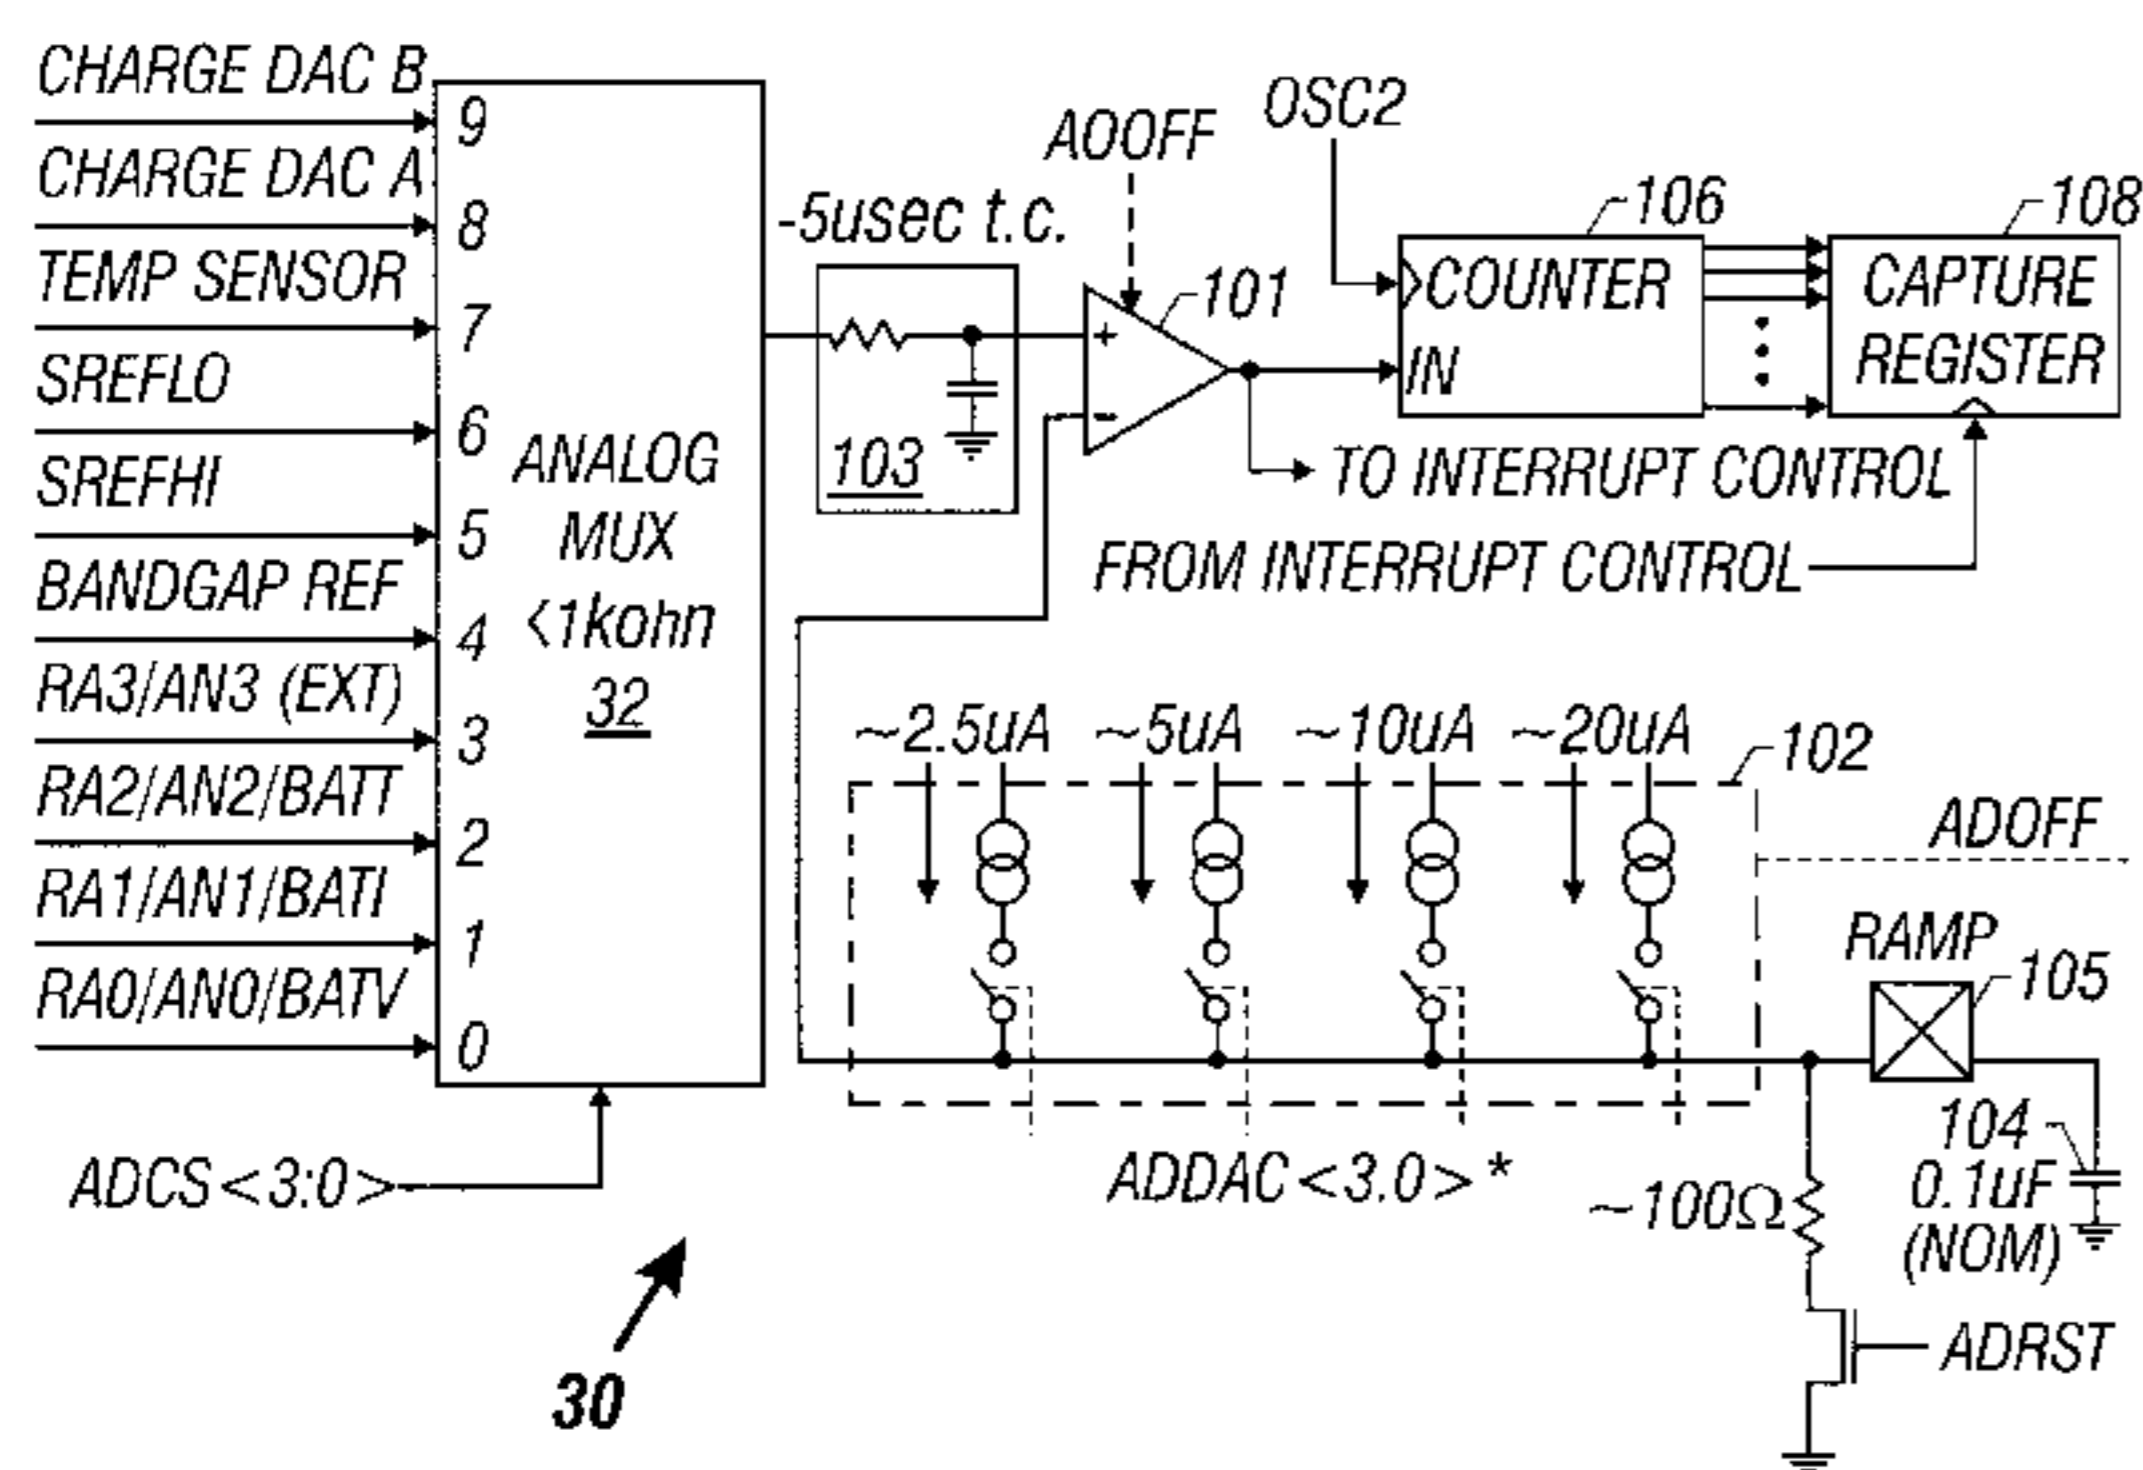 CHARGE DAC B
9
CHARGE DAC A
8
TEMP SENSOR
7
SREFLO
6
SREFHI
5
BANDGAP REF
4
RA3/AN3 (EXT)
3
RA2/AN2/BATT
2
RA1/AN1/BATI
1
RA0/AN0/BATV
0
ANALOG
MUX
<1kohn
32
ADCS<3:0>
30
-5usec t.c.
103
AOOFF
101
+
-
OSC2
106
COUNTER
IN
108
CAPTURE
REGISTER
TO INTERRUPT CONTROL
FROM INTERRUPT CONTROL
~2.5uA
~5uA
~10uA
~20uA
102
ADOFF
RAMP
105
ADDAC<3.0>*
~100Ω
104
0.1uF
(NOM)
ADRST